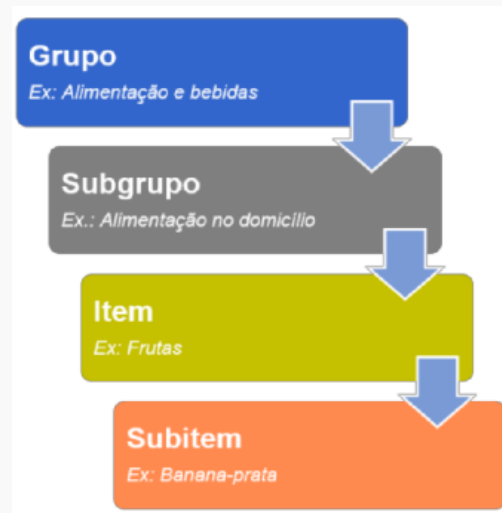 Grupo
Ex: Alimentação e bebidas
Subgrupo
Ex.: Alimentação no domicílio
Item
Ex: Frutas
Subitem
Ex: Banana-prata